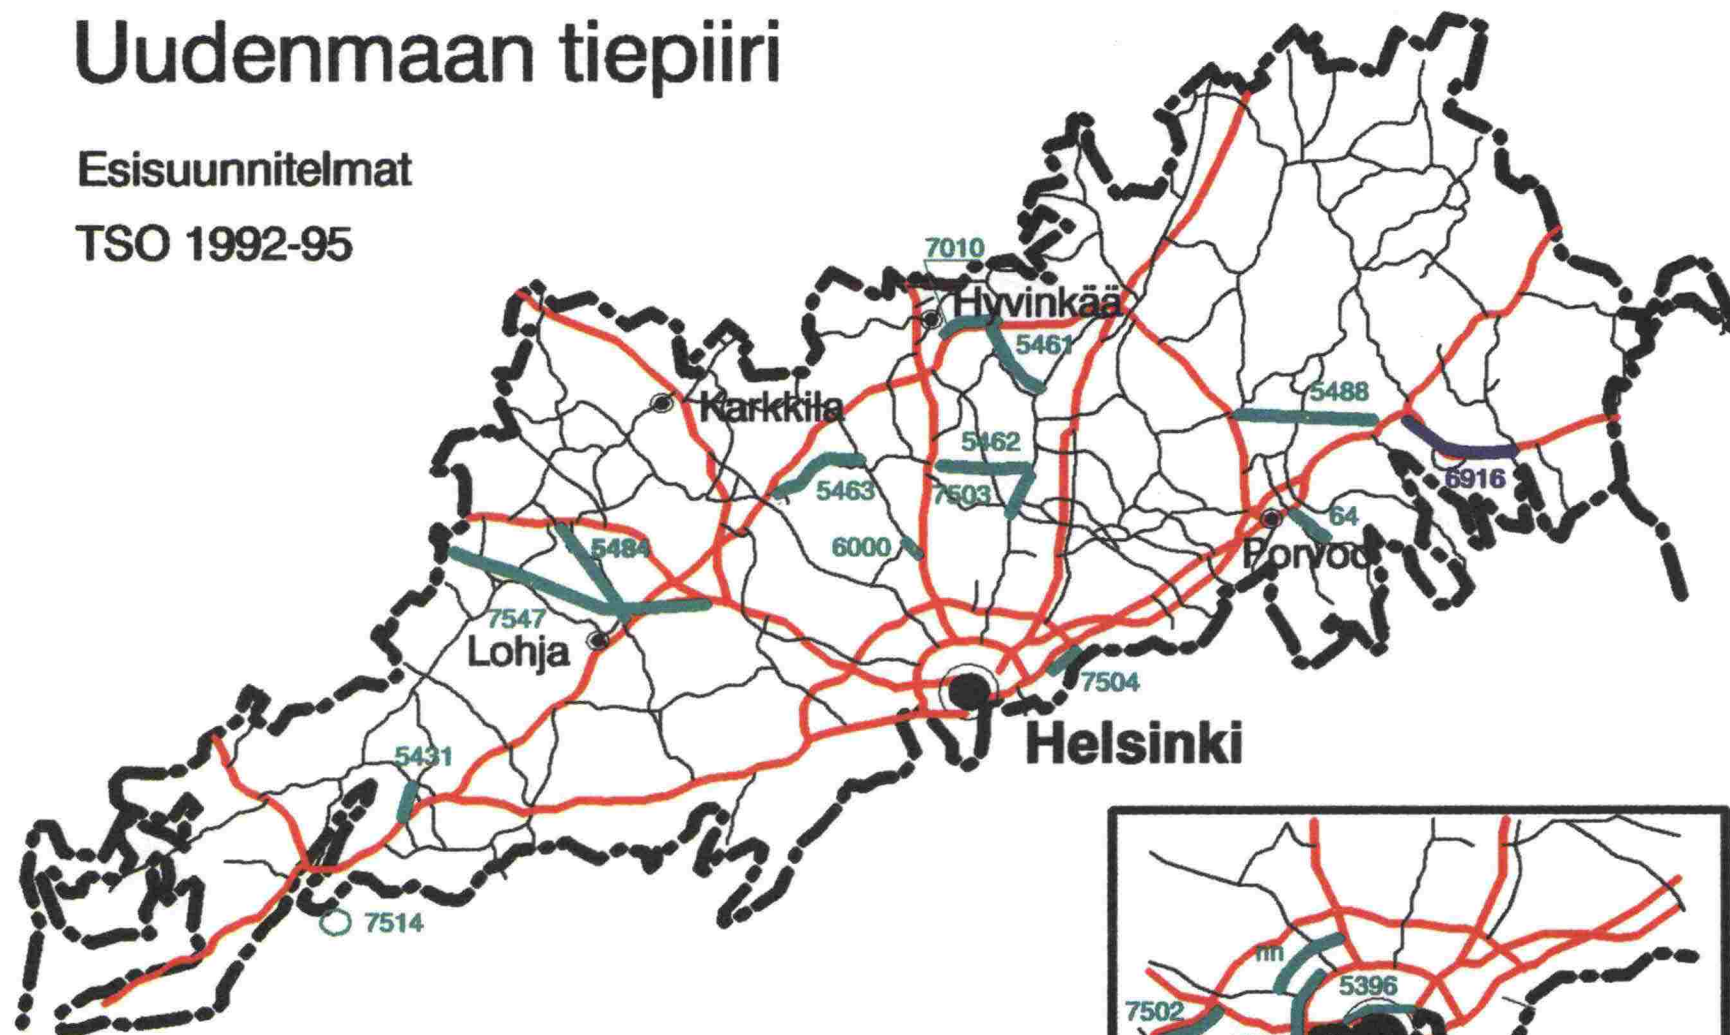 Uudenmaan tiepiiri
Esisuunnitelmat
TSO 1992-95
7010
Hyvinkää
5461
Karkkila
5488
5462
5463
7503
6916
64
6000
5484
Porvoo
7547
Lohja
7504
Helsinki
5431
7514
nn
5396
7502